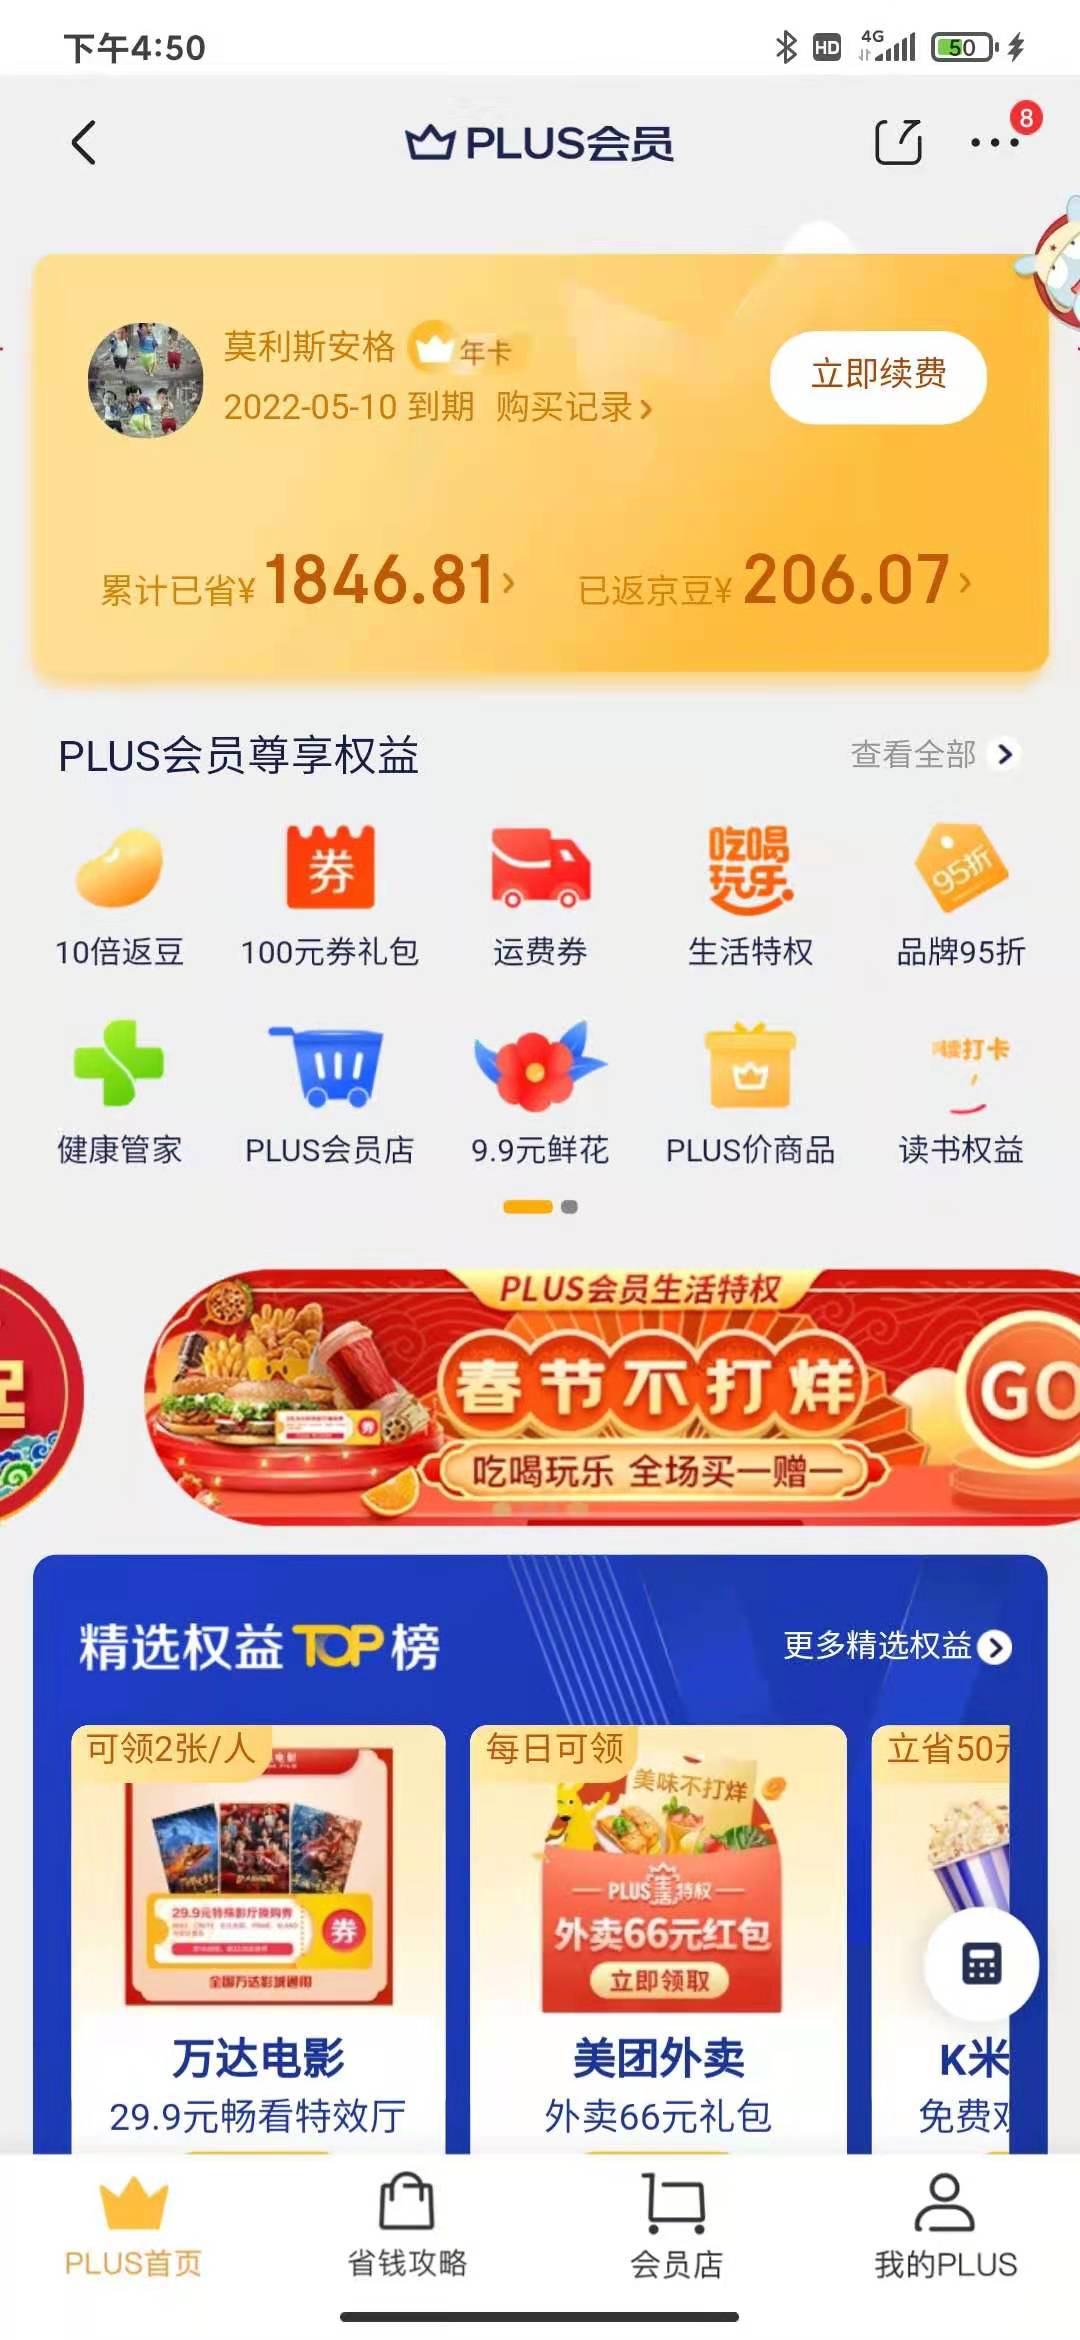 下午4:50
HD 4G 50
PLUS会员
8
莫利斯安格 年卡
2022-05-10 到期 购买记录
立即续费
累计已省¥ 1846.81
已返京豆¥ 206.07
PLUS会员尊享权益
查看全部
券
吃喝玩乐
95折
10倍返豆 100元券礼包 运费券 生活特权 品牌95折
打卡
健康管家 PLUS会员店 9.9元鲜花 PLUS价商品 读书权益
PLUS会员生活特权
春节不打烊
GO
吃喝玩乐 全场买一赠一
券
精选权益TOP榜
更多精选权益
可领2张/人
29.9元特殊影厅换购券
券
全国万达影城通用
万达电影
29.9元畅看特效厅
每日可领
美味不打烊
PLUS生活特权
外卖66元红包
立即领取
美团外卖
外卖66元礼包
立省50元
K米
免费欢
PLUS首页 省钱攻略 会员店 我的PLUS